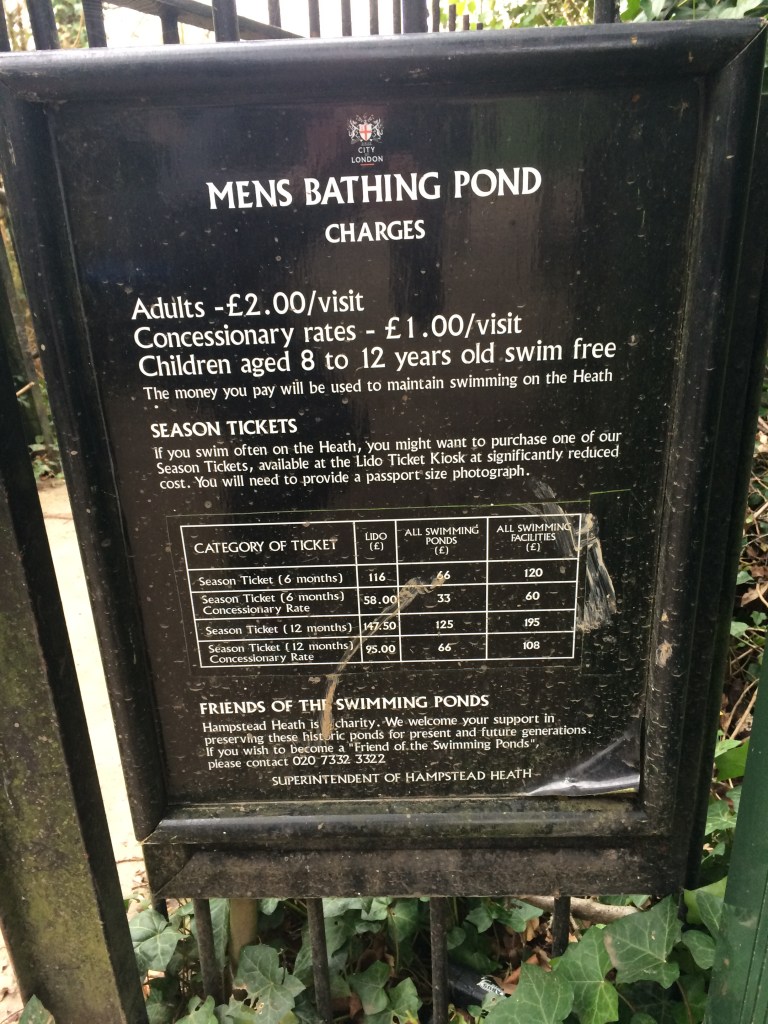 CITY
OF
LONDON
MENS BATHING POND
CHARGES
Adults -£2.00/visit
Concessionary rates - £1.00/visit
Children aged 8 to 12 years old swim free
The money you pay will be used to maintain swimming on the Heath
SEASON TICKETS
If you swim often on the Heath, you might want to purchase one of our
Season Tickets, available at the Lido Ticket Kiosk at significantly reduced
cost. You will need to provide a passport size photograph.
CATEGORY OF TICKET LIDO (£) ALL SWIMMING PONDS (£) ALL SWIMMING FACILITIES (£)
Season Ticket (6 months) 116 66 120
Season Ticket (6 months) Concessionary Rate 58.00 33 60
Season Ticket (12 months) 147.50 125 195
Season Ticket (12 months) Concessionary Rate 95.00 66 108
FRIENDS OF THE SWIMMING PONDS
Hampstead Heath is a charity. We welcome your support in
preserving these historic ponds for present and future generations.
If you wish to become a "Friend of the Swimming Ponds",
please contact 020 7332 3322
SUPERINTENDENT OF HAMPSTEAD HEATH